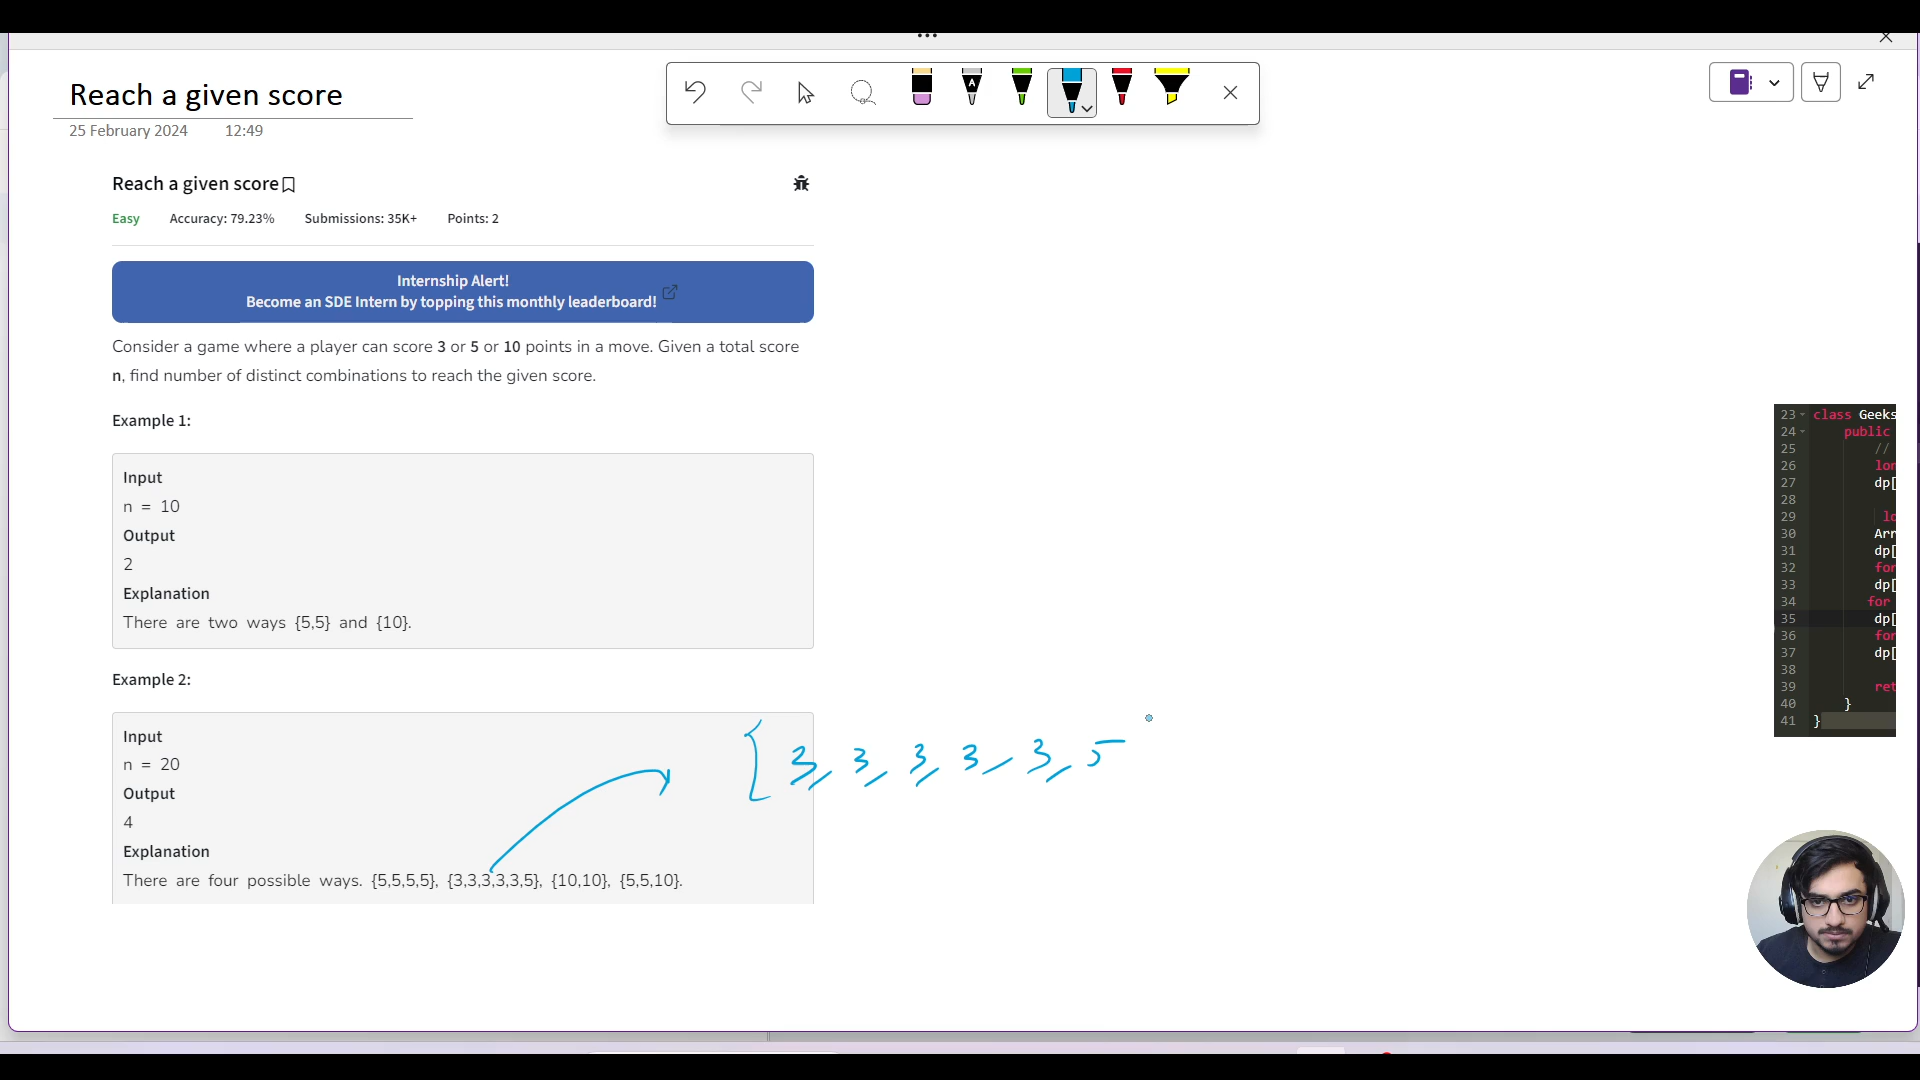 Reach a given score
25 February 2024 12:49
Reach a given score
Easy Accuracy: 79.23% Submissions: 35K+ Points: 2
Internship Alert!
Become an SDE Intern by topping this monthly leaderboard!
Consider a game where a player can score 3 or 5 or 10 points in a move. Given a total score
n, find number of distinct combinations to reach the given score.
Example 1:
Input
n = 10
Output
2
Explanation
There are two ways {5,5} and {10}.
Example 2:
Input
n = 20
Output
4
Explanation
There are four possible ways. {5,5,5,5}, {3,3,3,3,3,5}, {10,10}, {5,5,10}.
[ 3, 3, 3, 3, 3, 5
A
23 class Geeks
24 public
25 //
26 lon
27 dp[
28
29 lo
30 Arr
31 dp[
32 for
33 dp[
34 for
35 dp[
36 for
37 dp[
38
39 ret
40 }
41 }